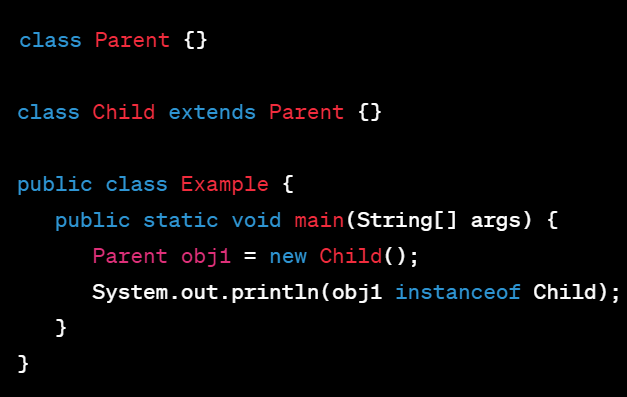 class Parent {}
class Child extends Parent {}
public class Example {
public static void main(String[] args) {
Parent obj1 = new Child();
System.out.println(obj1 instanceof Child);
}
}